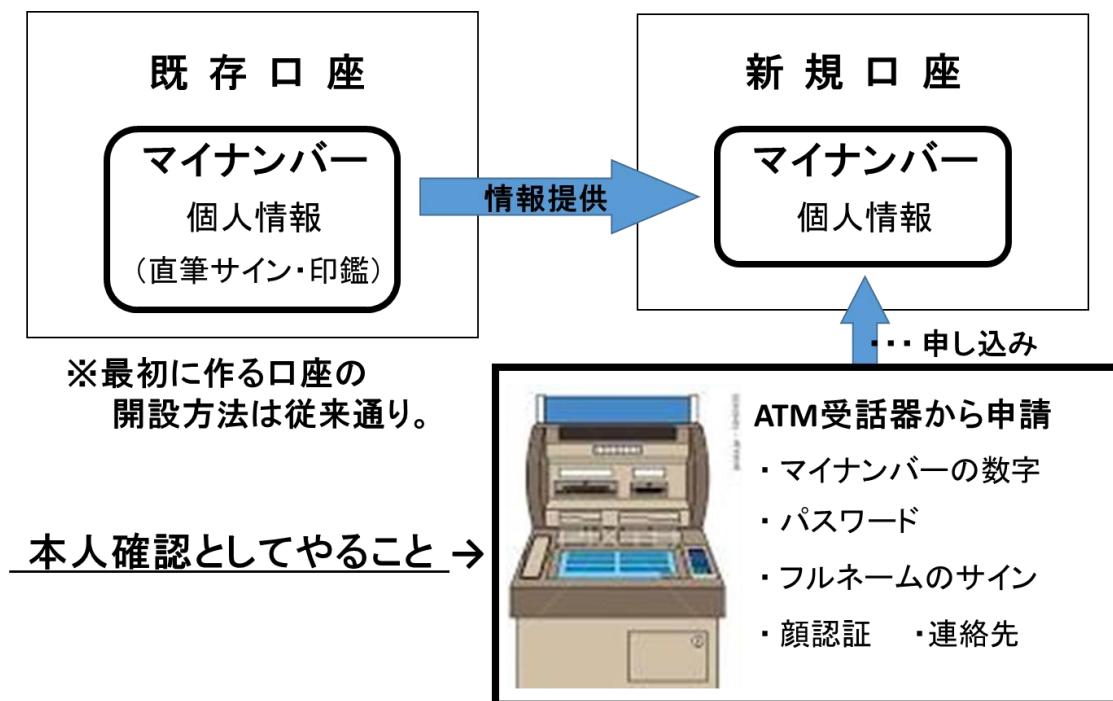 既存口座
マイナンバー
個人情報
（直筆サイン・印鑑）
情報提供
新規口座
マイナンバー
個人情報
※最初に作る口座の
開設方法は従来通り。
・・・申し込み
本人確認としてやること→
ATM受話器から申請
・マイナンバーの数字
・パスワード
・フルネームのサイン
・顔認証　・連絡先